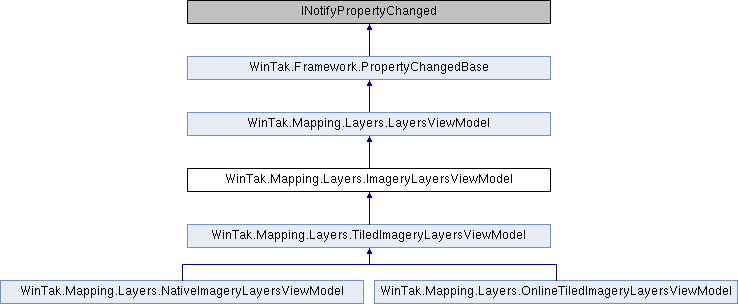 INotifyPropertyChanged
WinTak.Framework.PropertyChangedBase
WinTak.Mapping.Layers.LayersViewModel
WinTak.Mapping.Layers.ImageryLayersViewModel
WinTak.Mapping.Layers.TiledImageryLayersViewModel
WinTak.Mapping.Layers.NativeImageryLayersViewModel
WinTak.Mapping.Layers.OnlineTiledImageryLayersViewModel